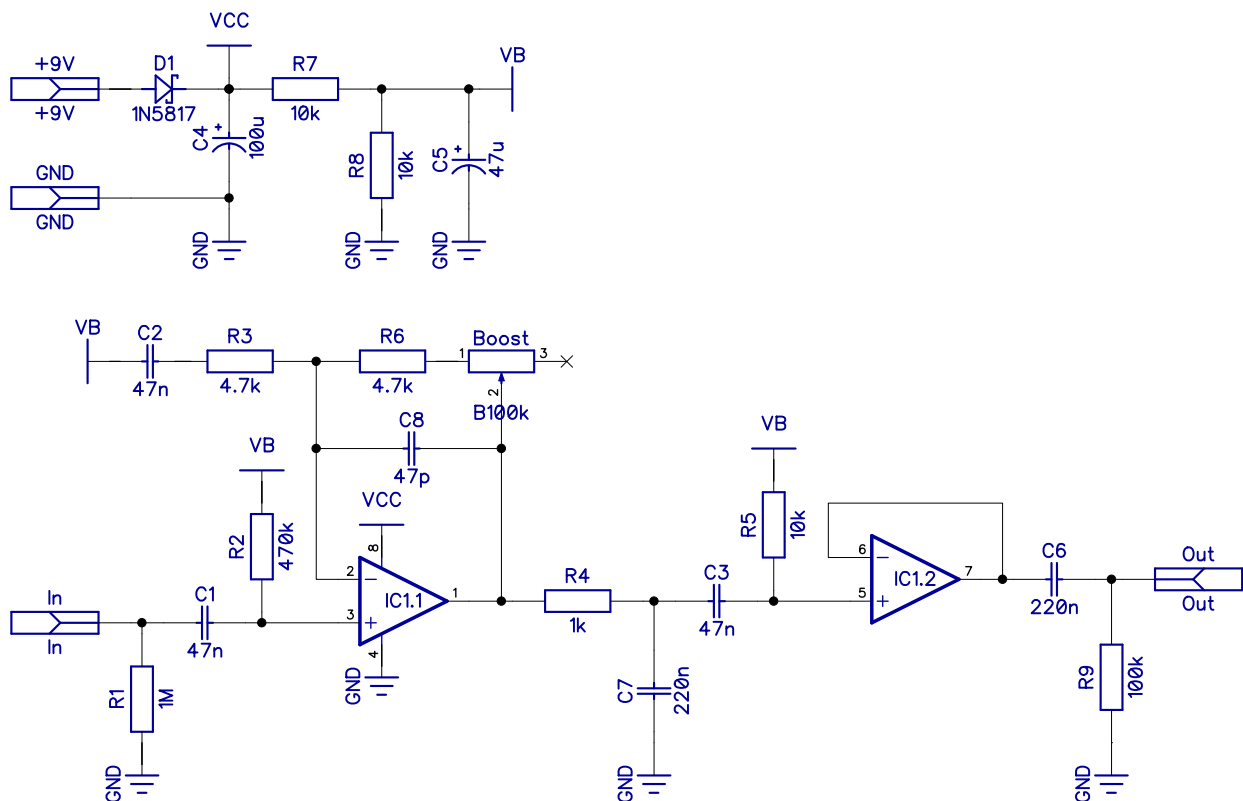 VCC
+9V
D1
R7
VB
+9V
1N5817
10k
C4
+
100u
R8
10k
C5
+
47u
GND
GND
GND
GND
GND
VB
C2
R3
R6
Boost
1
3
47n
4.7k
4.7k
2
B100k
C8
47p
VB
VB
VCC
R2
470k
8
R5
10k
2
−
IC1.1
1
3
+
4
GND
In
In
C1
47n
R1
1M
GND
R4
1k
C3
47n
C7
220n
GND
6
−
IC1.2
7
5
+
C6
220n
Out
Out
R9
100k
GND